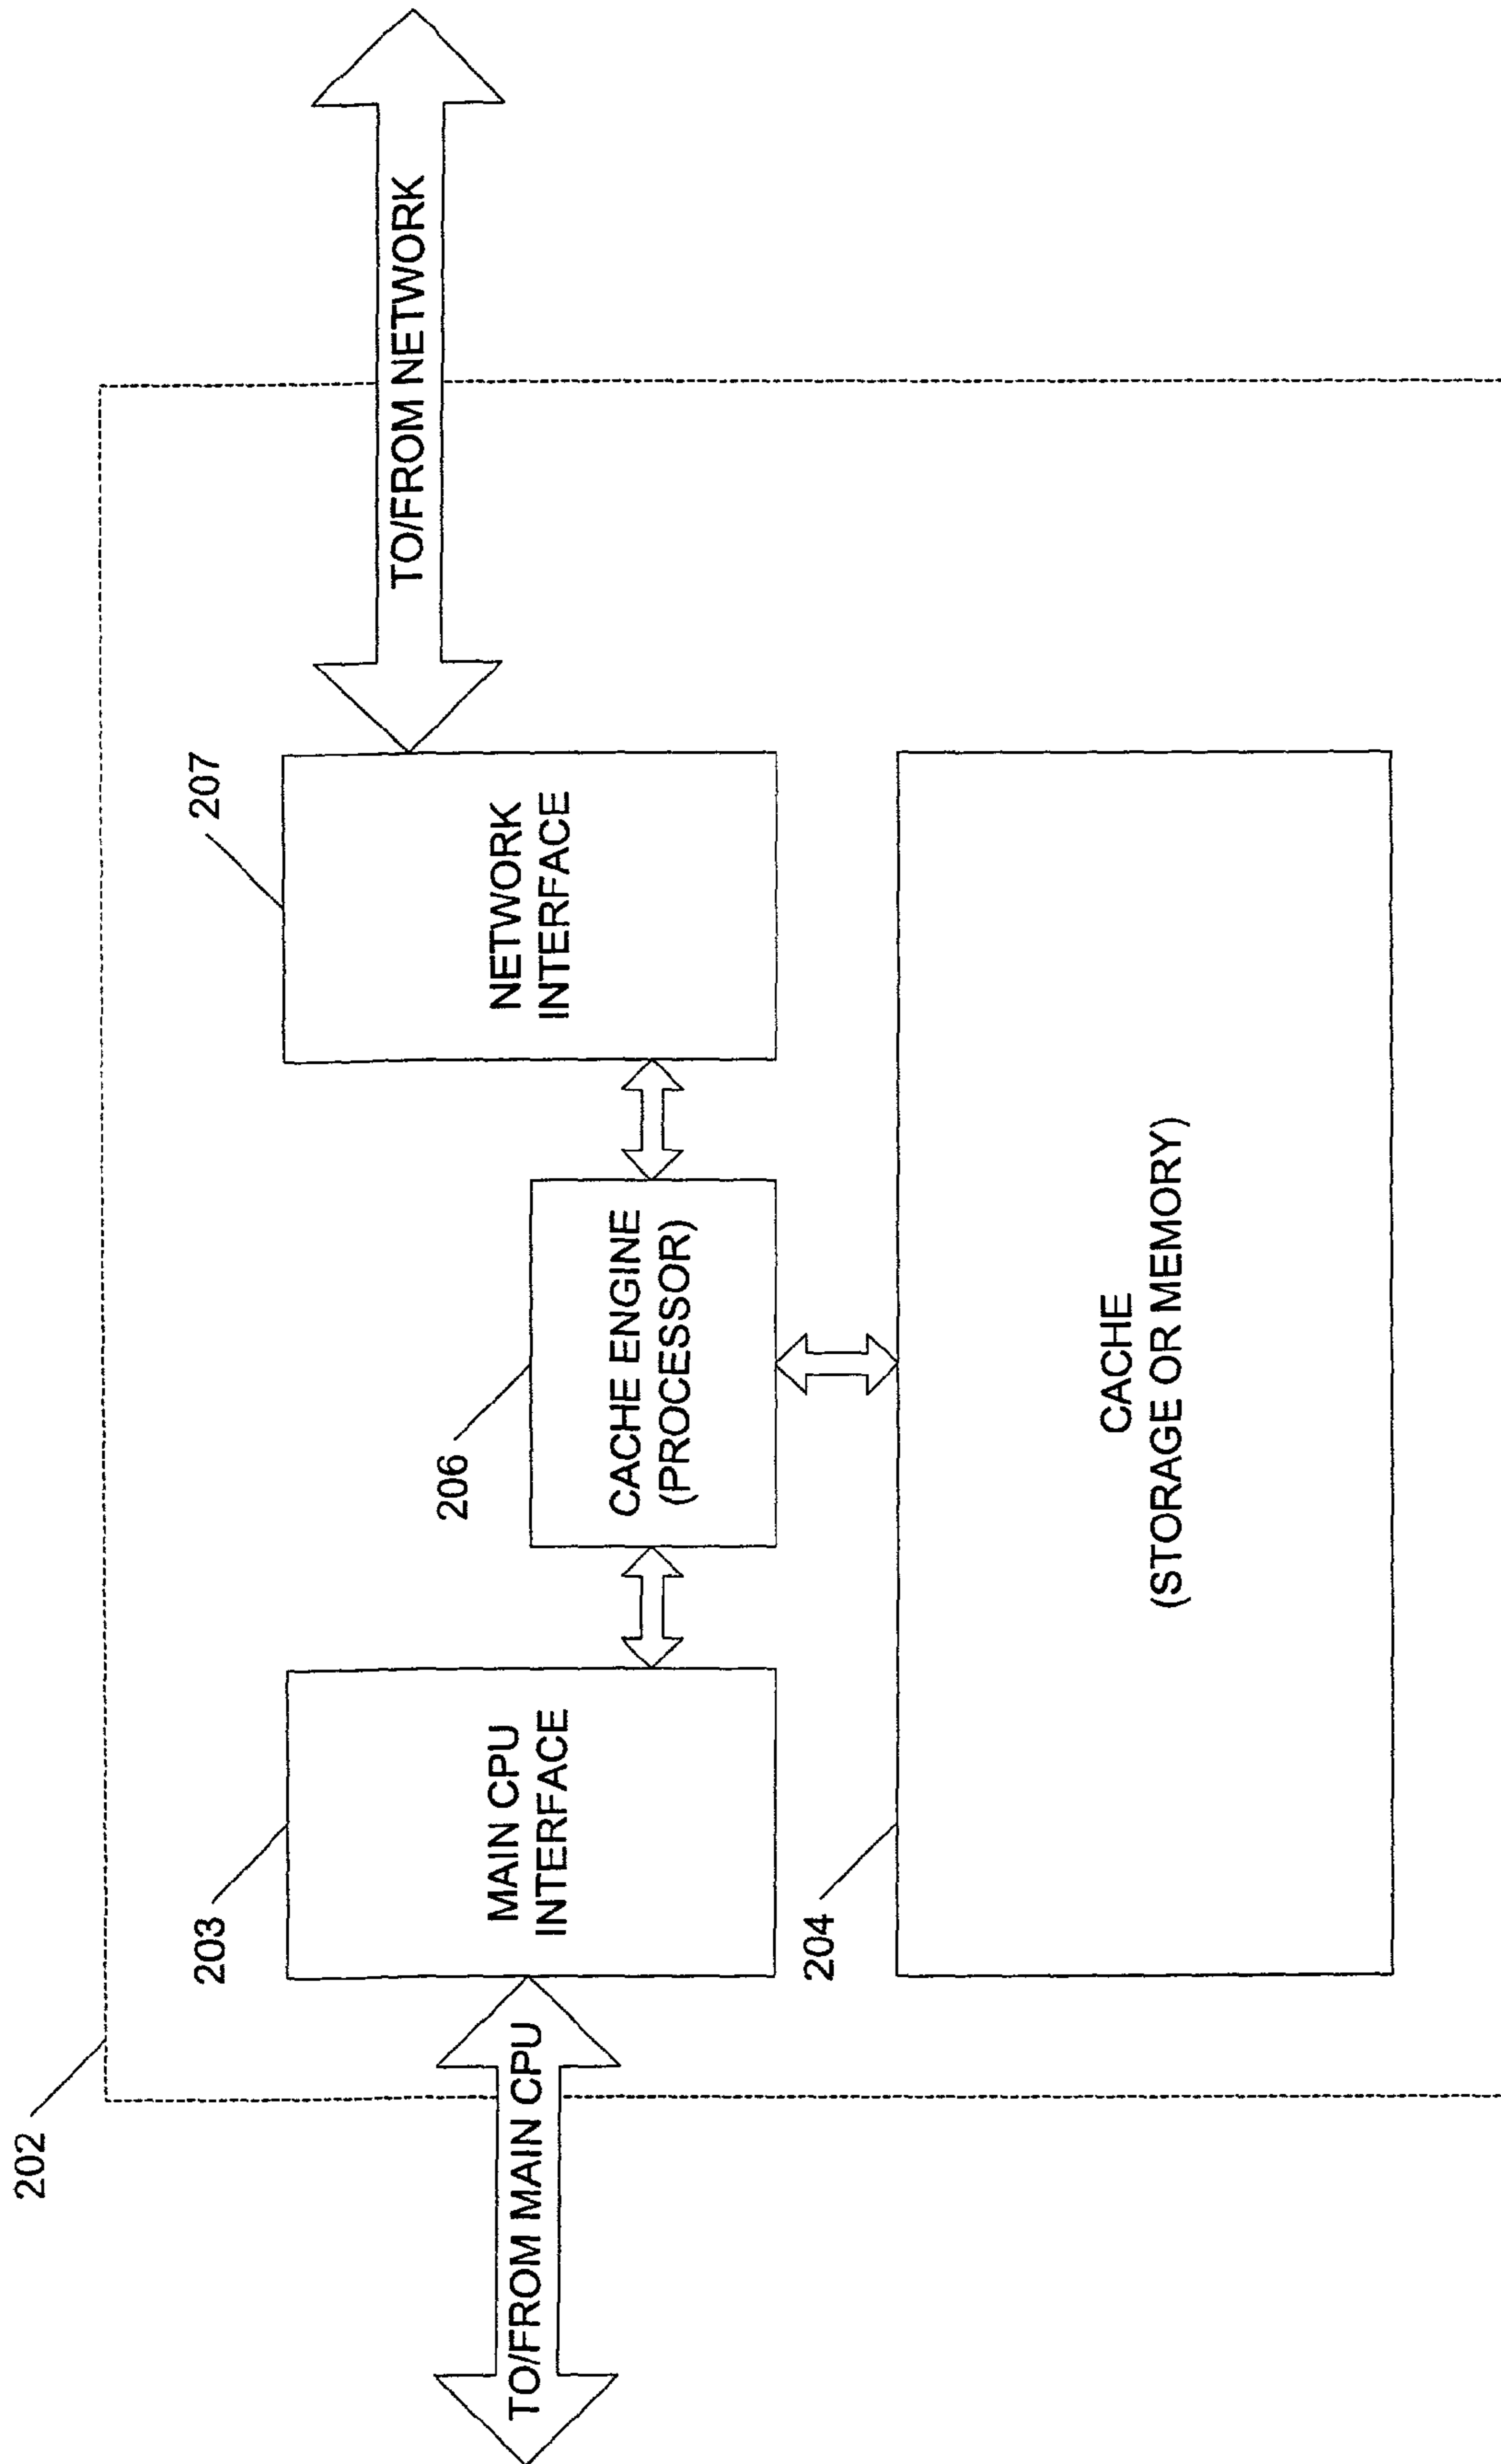 202
TO/FROM MAIN CPU
203
MAIN CPU
INTERFACE
206
CACHE ENGINE
(PROCESSOR)
207
NETWORK
INTERFACE
TO/FROM NETWORK
204
CACHE
(STORAGE OR MEMORY)